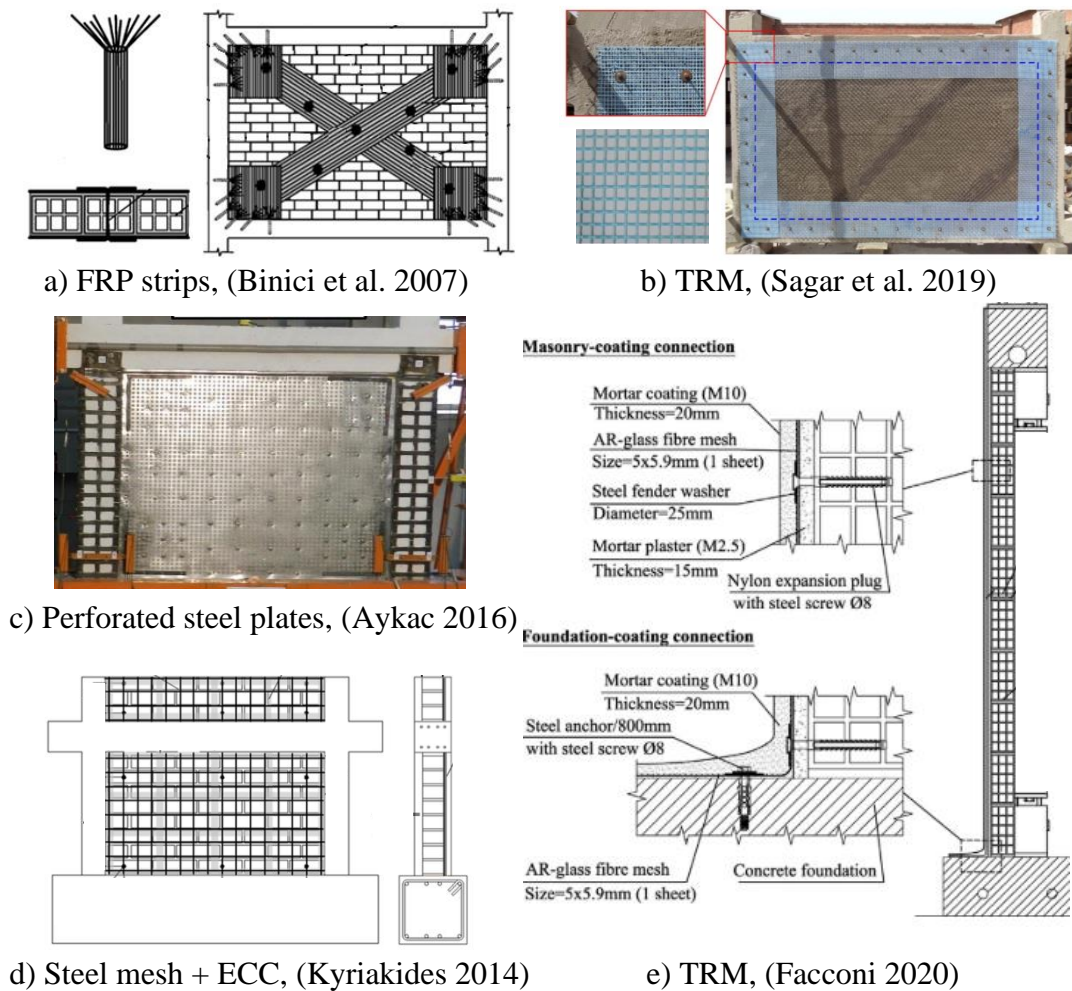 a) FRP strips, (Binici et al. 2007)
b) TRM, (Sagar et al. 2019)
c) Perforated steel plates, (Aykac 2016)
d) Steel mesh + ECC, (Kyriakides 2014)
Masonry-coating connection
Mortar coating (M10)
Thickness=20mm
AR-glass fibre mesh
Size=5x5.9mm (1 sheet)
Steel fender washer
Diameter=25mm
Mortar plaster (M2.5)
Thickness=15mm
Nylon expansion plug
with steel screw Ø8
Foundation-coating connection
Mortar coating (M10)
Thickness=20mm
Steel anchor/800mm
with steel screw Ø8
AR-glass fibre mesh
Size=5x5.9mm (1 sheet)
Concrete foundation
e) TRM, (Facconi 2020)